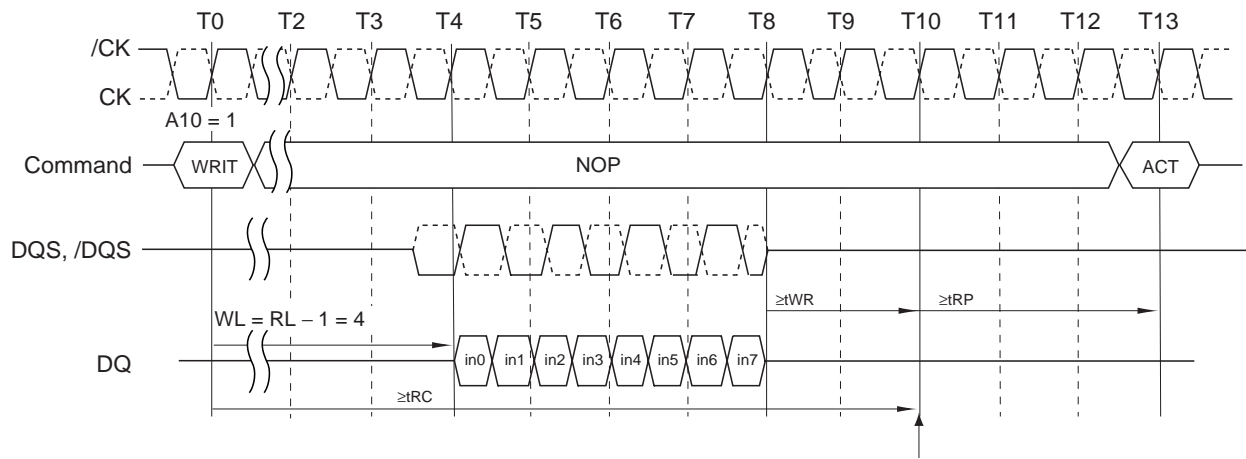 T0 T2 T3 T4 T5 T6 T7 T8 T9 T10 T11 T12 T13
/CK
CK
A10 = 1
Command WRIT NOP ACT
DQS, /DQS
≥tWR ≥tRP
WL = RL − 1 = 4
DQ in0 in1 in2 in3 in4 in5 in6 in7
≥tRC